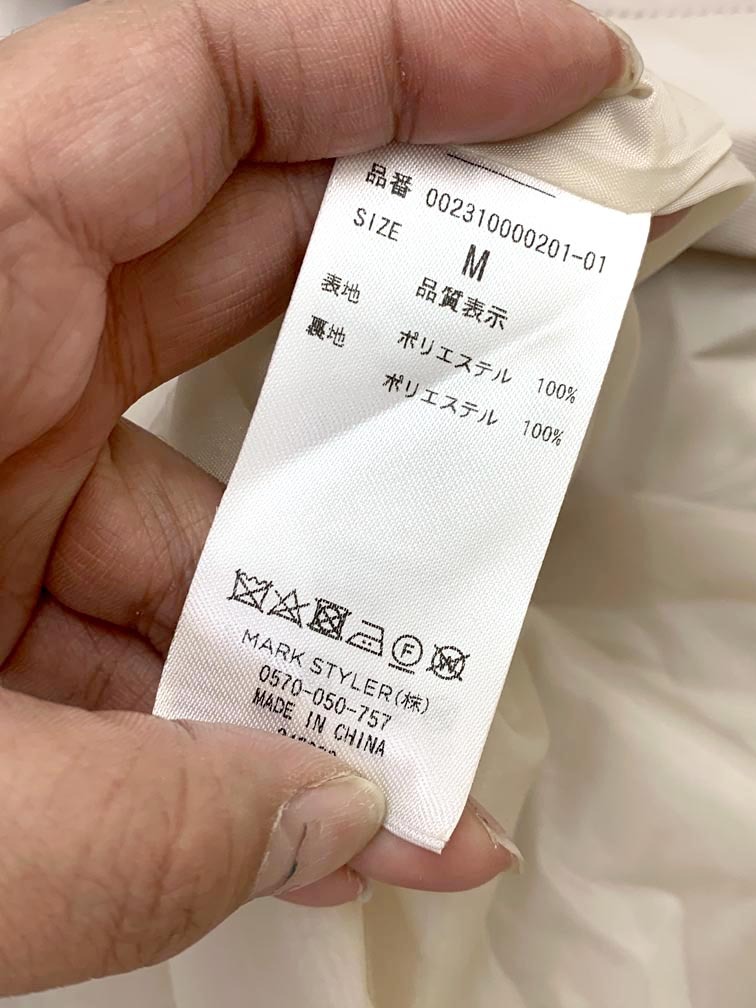 品番 002310000201-01
SIZE M
品質表示
表地 ポリエステル 100%
裏地 ポリエステル 100%
F
W
MARK STYLER(株)
0570-050-757
MADE IN CHINA